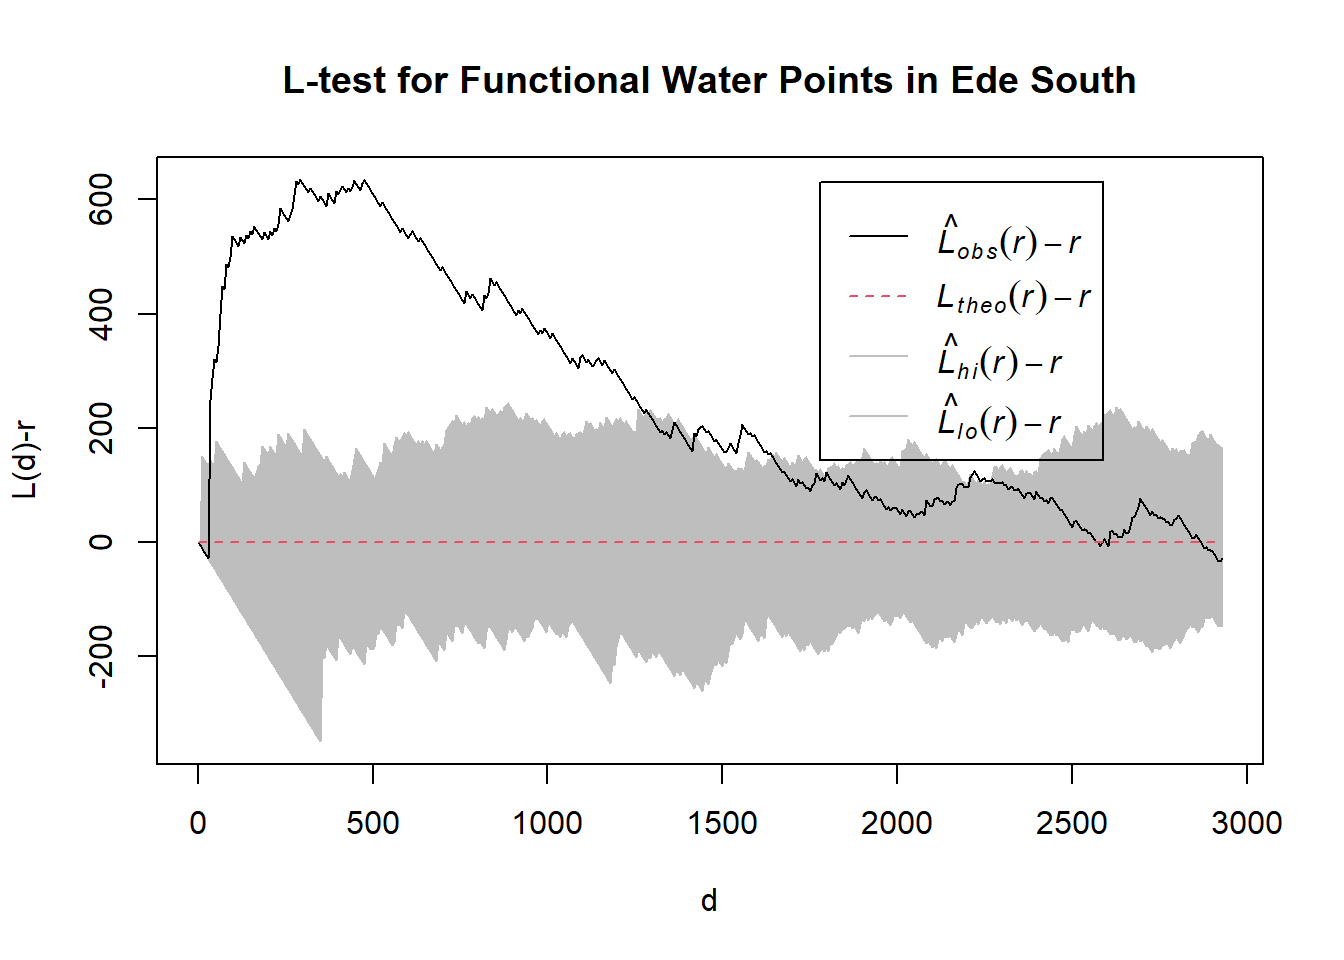 L-test for Functional Water Points in Ede South
L(d)-r
600
400
200
0
-200
L̂obs(r) – r
Ltheo(r) – r
L̂hi(r) – r
L̂lo(r) – r
0 500 1000 1500 2000 2500 3000
d